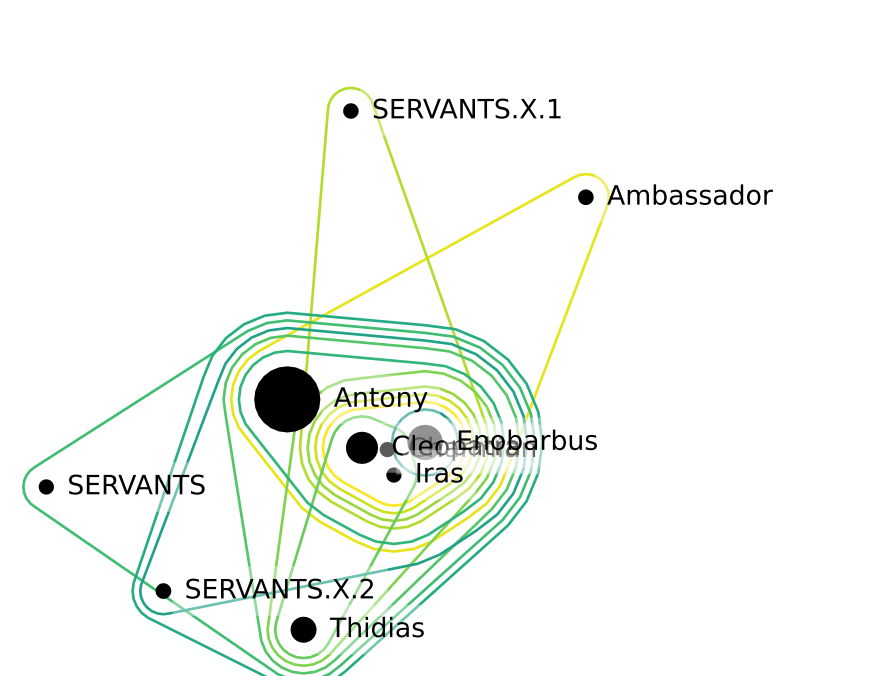 SERVANTS.X.1
Ambassador
Antony
Enobarbus
Iras
SERVANTS
SERVANTS.X.2
Thidias